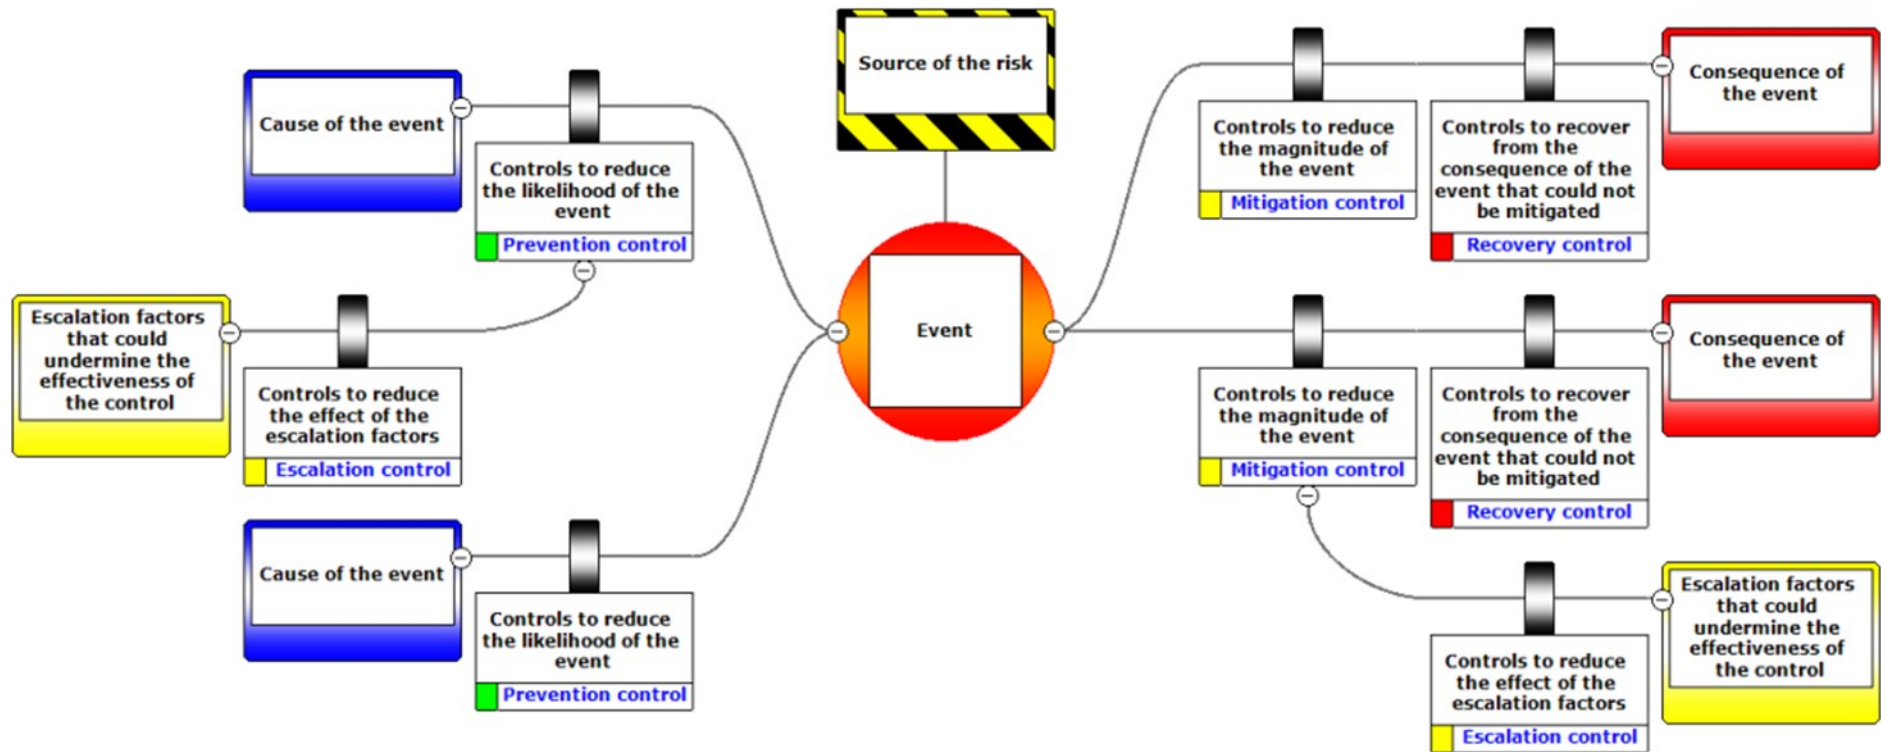 Source of the risk
Cause of the event
Controls to reduce
the likelihood of the
event
Prevention control
Escalation factors
that could
undermine the
effectiveness of
the control
Controls to reduce
the effect of the
escalation factors
Escalation control
Cause of the event
Controls to reduce
the likelihood of the
event
Prevention control
Event
Controls to reduce
the magnitude of
the event
Mitigation control
Controls to recover
from the
consequence of the
event that could not
be mitigated
Recovery control
Consequence of
the event
Controls to reduce
the magnitude of
the event
Mitigation control
Controls to recover
from the
consequence of the
event that could not
be mitigated
Recovery control
Consequence of
the event
Controls to reduce
the effect of the
escalation factors
Escalation control
Escalation factors
that could
undermine the
effectiveness of
the control